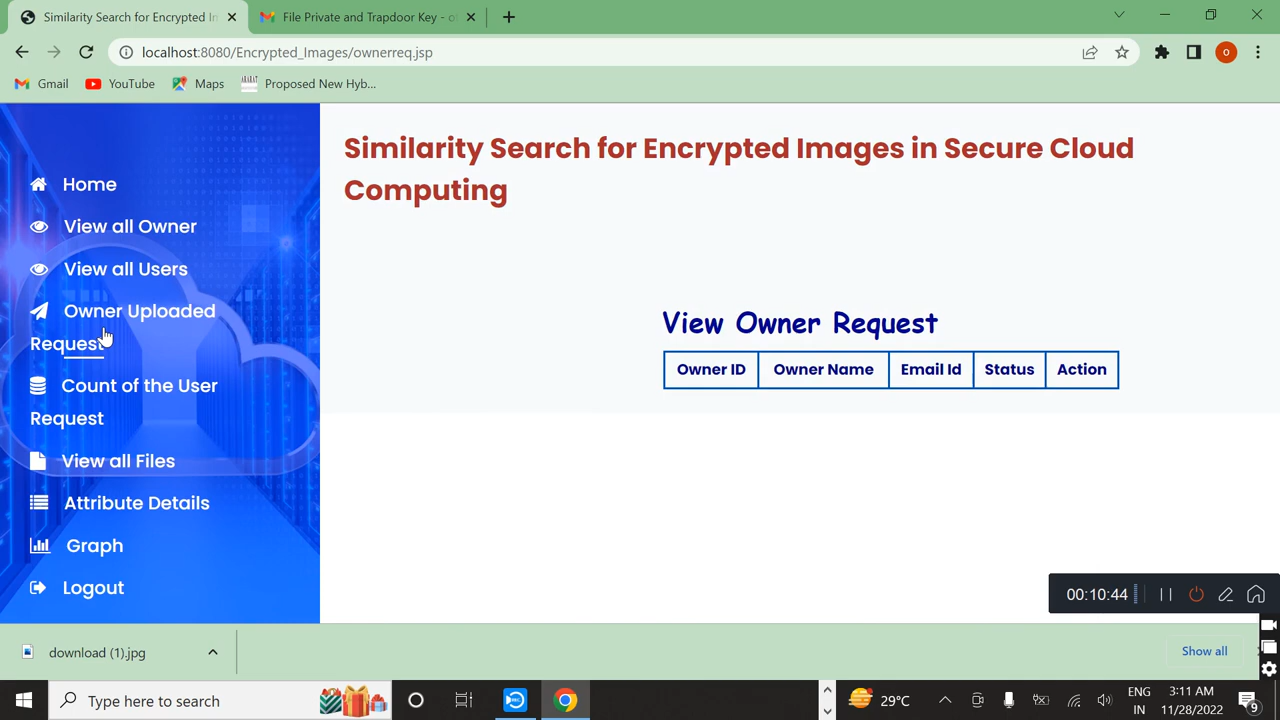 Similarity Search for Encrypted In
File Private and Trapdoor Key - o
localhost:8080/Encrypted_Images/ownerreq.jsp
o
Gmail
YouTube
Maps
Proposed New Hyb...
Home
View all Owner
View all Users
Owner Uploaded
Request
Count of the User
Request
View all Files
Attribute Details
Graph
Logout
Similarity Search for Encrypted Images in Secure Cloud
Computing
View Owner Request
Owner ID Owner Name Email Id Status Action
00:10:44
download (1).jpg
Show all
Type here to search
29°C
ENG
IN
3:11 AM
11/28/2022
9